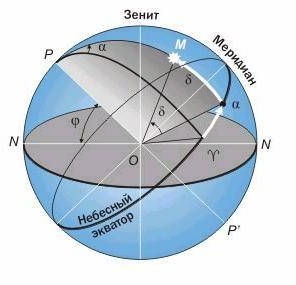 Зенит
Меридиан
M
P
α
δ
α
φ
δ
N
O
♈
N
Небесный
экватор
P'